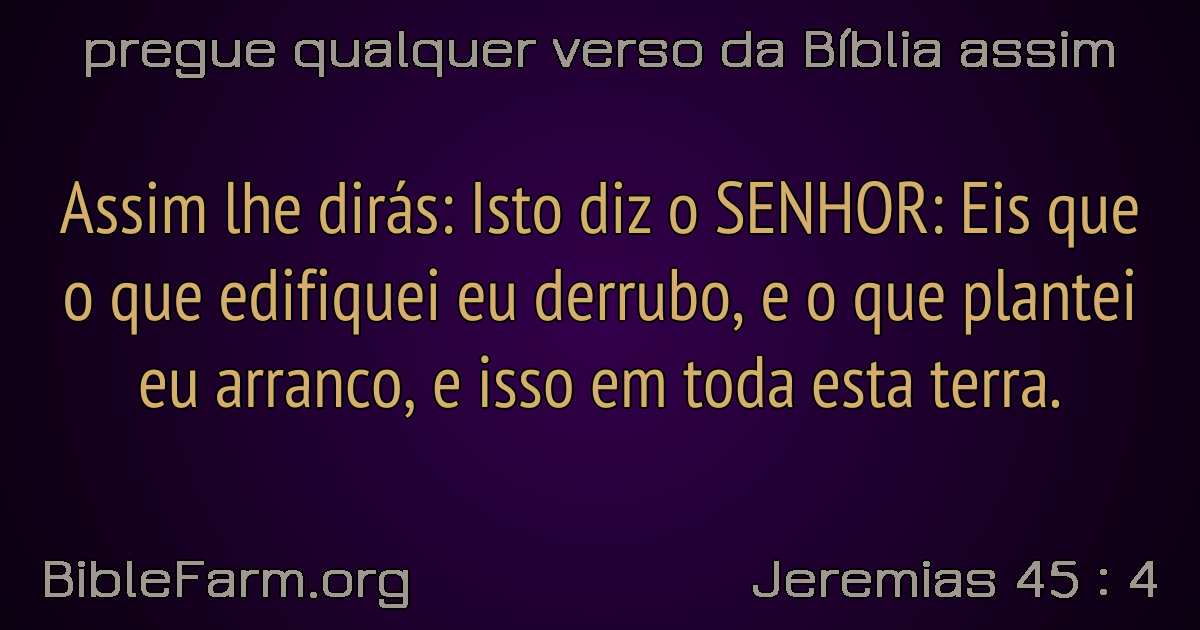 pregue qualquer verso da Bíblia assim
Assim lhe dirás: Isto diz o SENHOR: Eis que
o que edifiquei eu derrubo, e o que plantei
eu arranco, e isso em toda esta terra.
BibleFarm.org
Jeremias 45 : 4